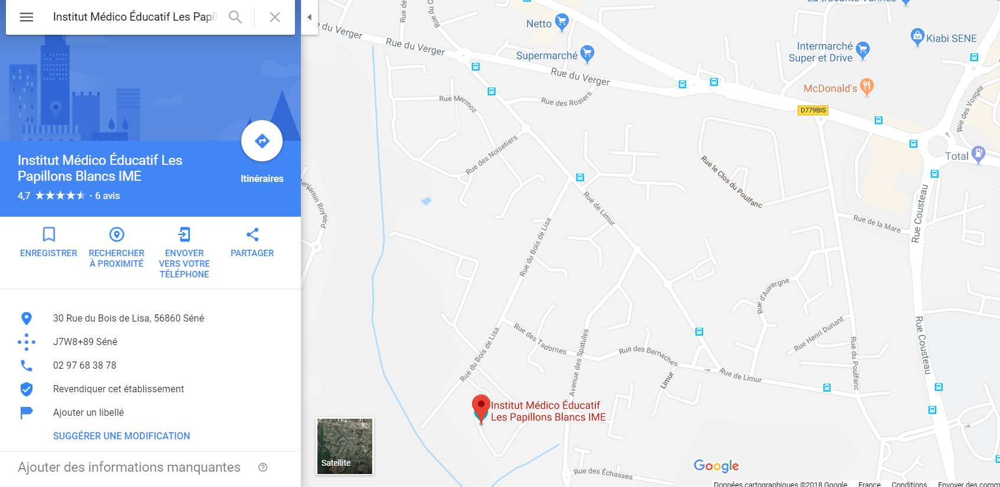 Institut Médico Éducatif Les Papil
Institut Médico Éducatif Les
Papillons Blancs IME
4,7
· 6 avis
Itinéraires
ENREGISTRER
RECHERCHER
À PROXIMITÉ
ENVOYER
VERS VOTRE
TÉLÉPHONE
PARTAGER
30 Rue du Bois de Lisa, 56860 Séné
J7W8+89 Séné
02 97 68 38 78
Revendiquer cet établissement
Ajouter un libellé
SUGGÉRER UNE MODIFICATION
Ajouter des informations manquantes
Satellite
du Verger
Rue du Verger
Rue du Verger
Netto
Supermarché
Intermarché
Super et Drive
Kiabi SENE
McDonald's
D779BIS
Total
Rue Mermoz
Rue des Rosiers
Rue des Noisetiers
Rue des Vosges
Rue le Clos du Poulfanc
Benjamin Roysard
Rue de Limur
Rue du Bois de Lisa
Rue de la Mare
Rue Cousteau
Rue d'Auvergne
Rue Henri Dunant
Rue Cousteau
Rue du Bois de Lisa
Rue des Tadornes
Avenue des Spatules
Rue des Bernaches
Limur
Rue de Limur
Rue du Poulfanc
Institut Médico Éducatif
Les Papillons Blancs IME
Rue des Échasses
Google
Données cartographiques ©2018 Google
France
Conditions
Envoyer des comm